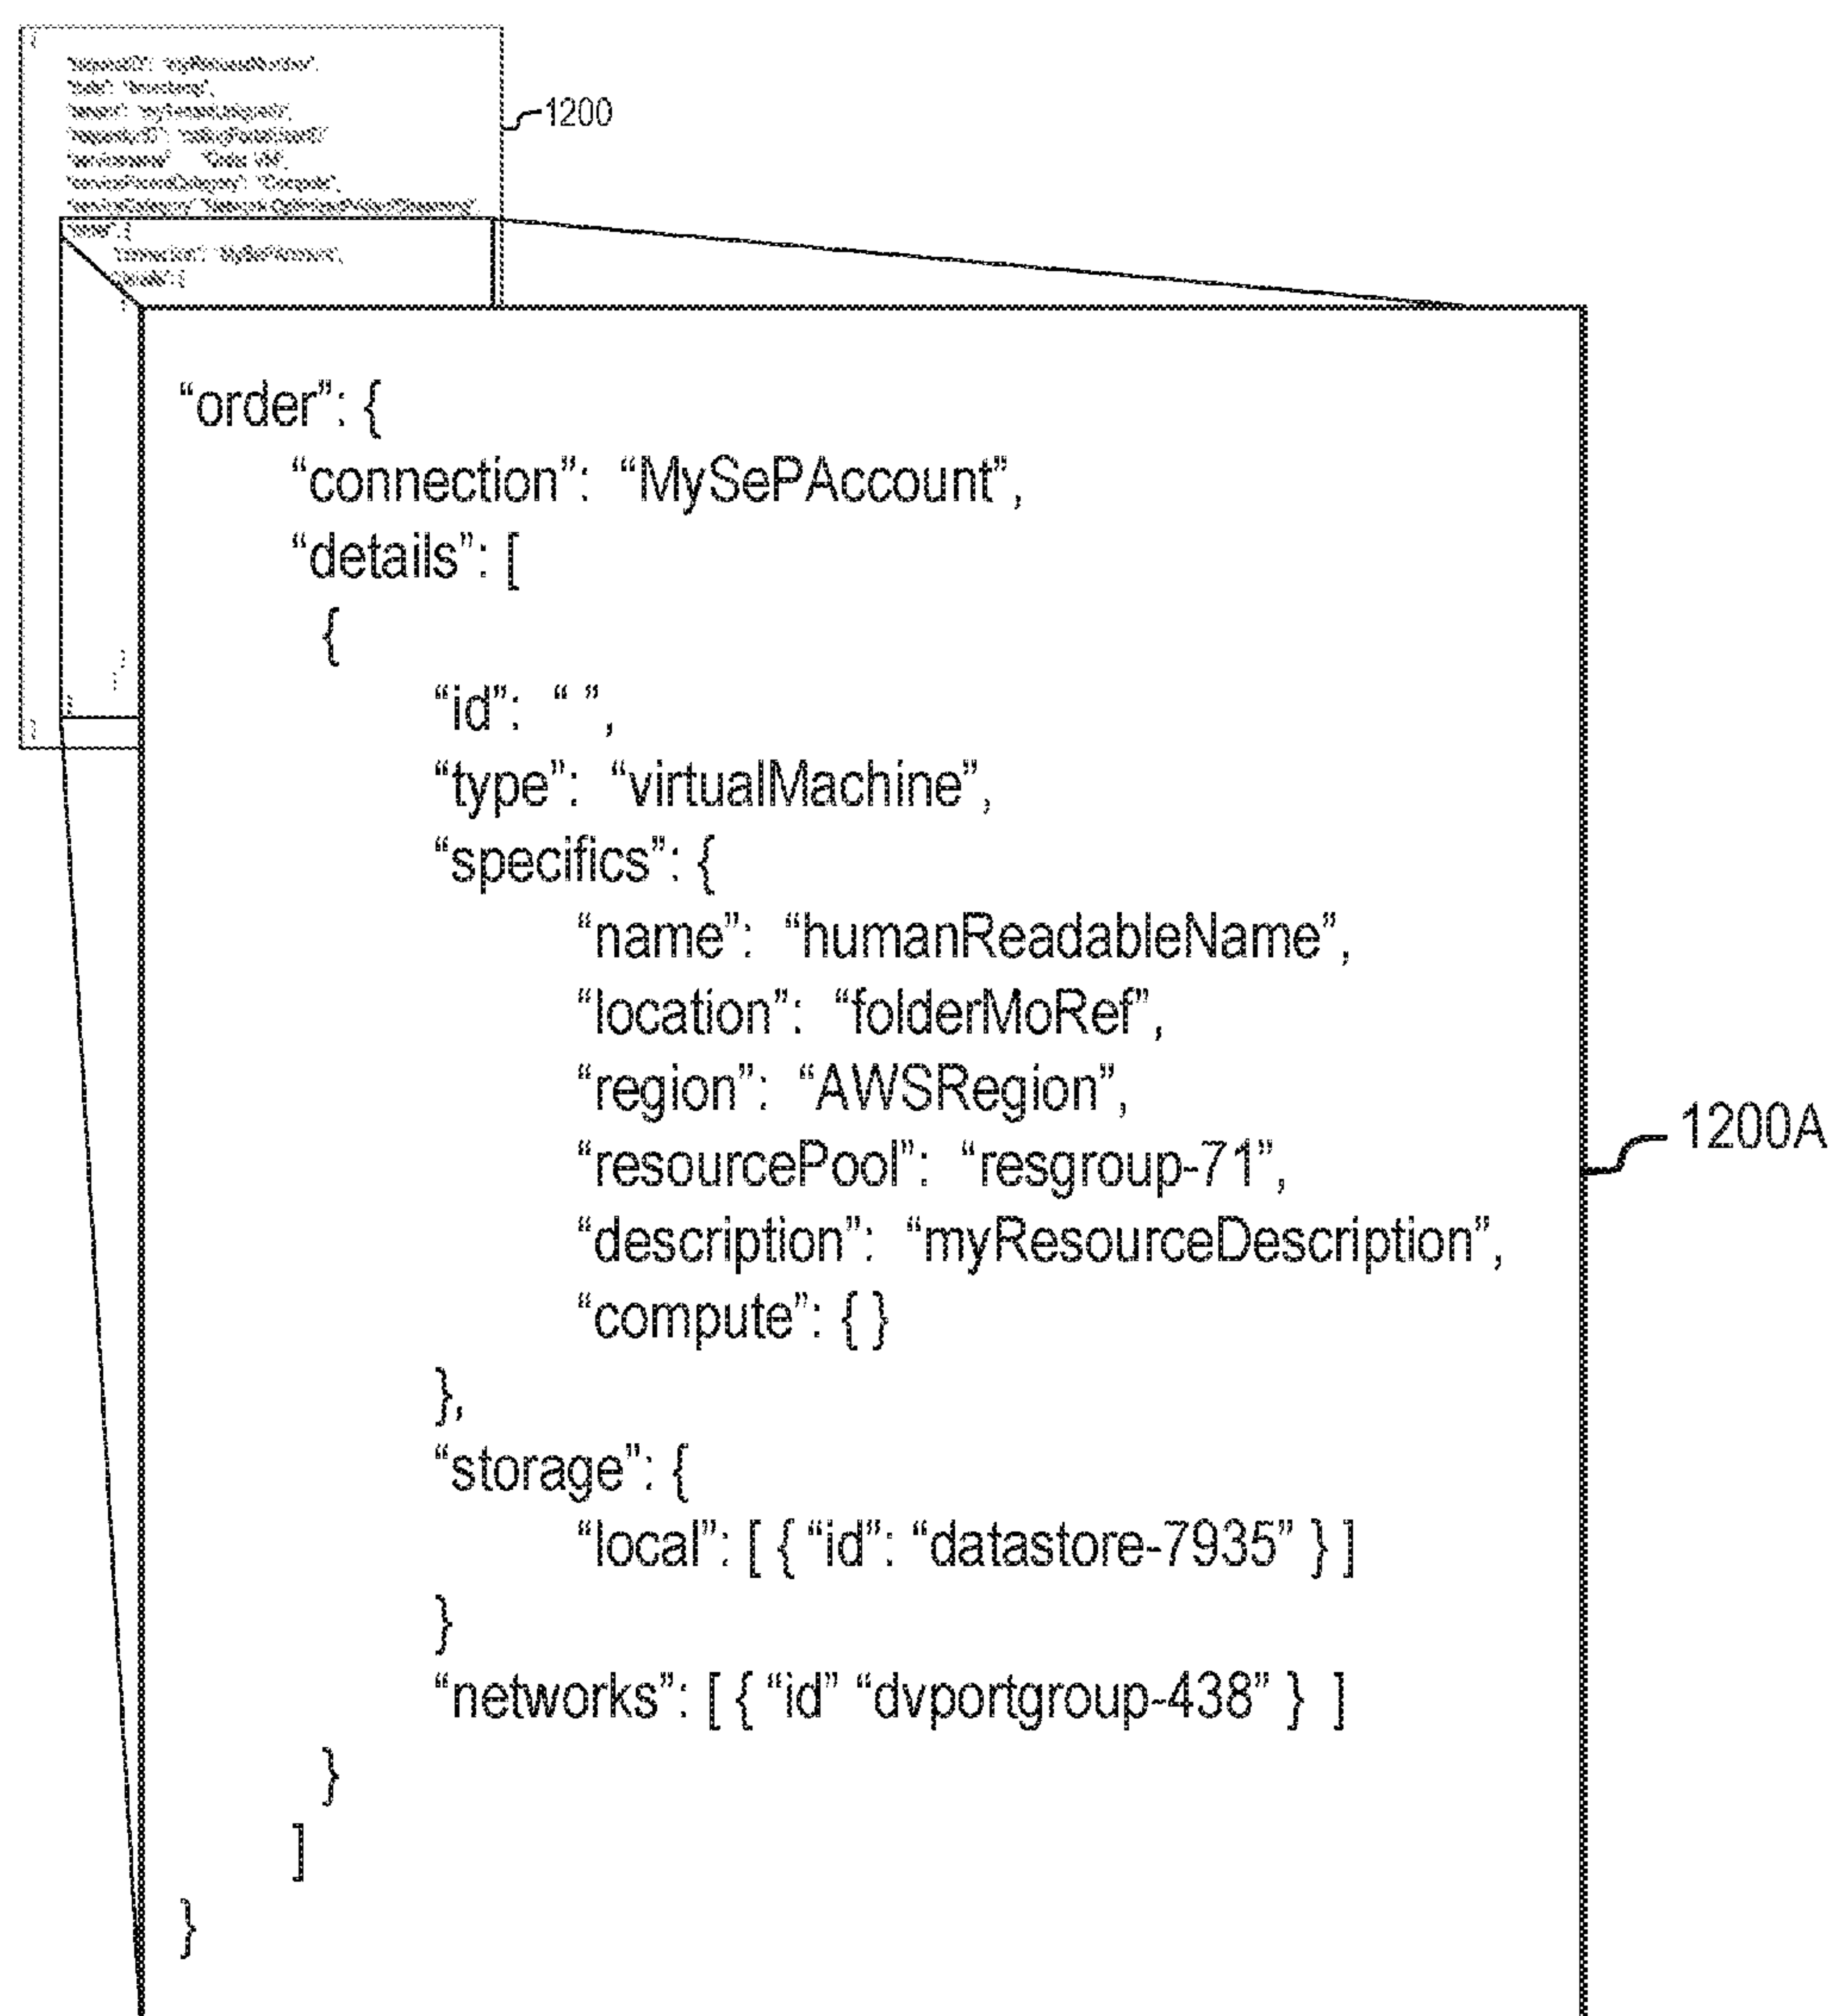 1200
"order": {
“connection”: “MySePAccount”,
“details”: [
{
“id”: “ ”,
“type”: “virtualMachine”,
“specifics”: {
“name”: “humanReadableName”,
“location”: “folderMoRef”,
“region”: “AWSRegion”,
“resourcePool”: “resgroup-71”,
“description”: “myResourceDescription”,
“compute”: { }
},
“storage”: {
“local”: [ { “id”: “datastore-7935” } ]
}
“networks”: [ { “id” “dvportgroup-438” } ]
}
]
}
1200A